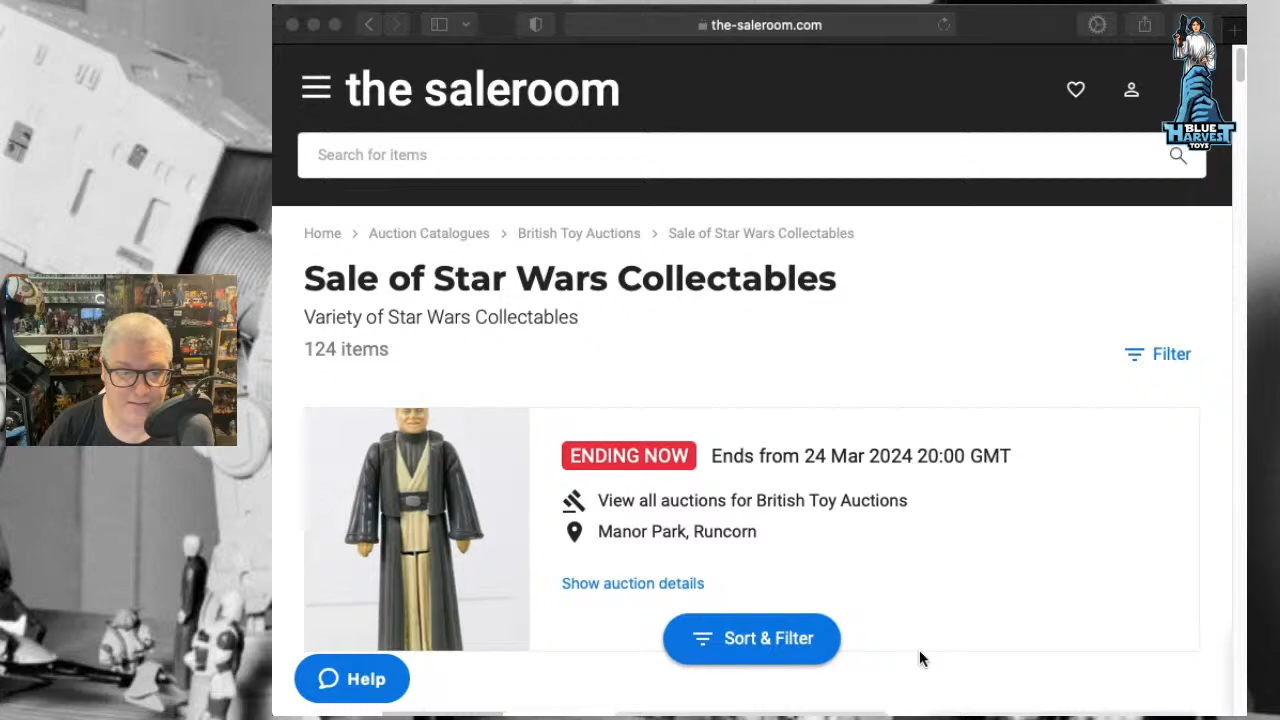 the-saleroom.com
the saleroom
BLUE
HARVEST
TOYS
Search for items
Home > Auction Catalogues > British Toy Auctions > Sale of Star Wars Collectables
Sale of Star Wars Collectables
Variety of Star Wars Collectables
124 items
Filter
ENDING NOW Ends from 24 Mar 2024 20:00 GMT
View all auctions for British Toy Auctions
Manor Park, Runcorn
Show auction details
Sort & Filter
Help